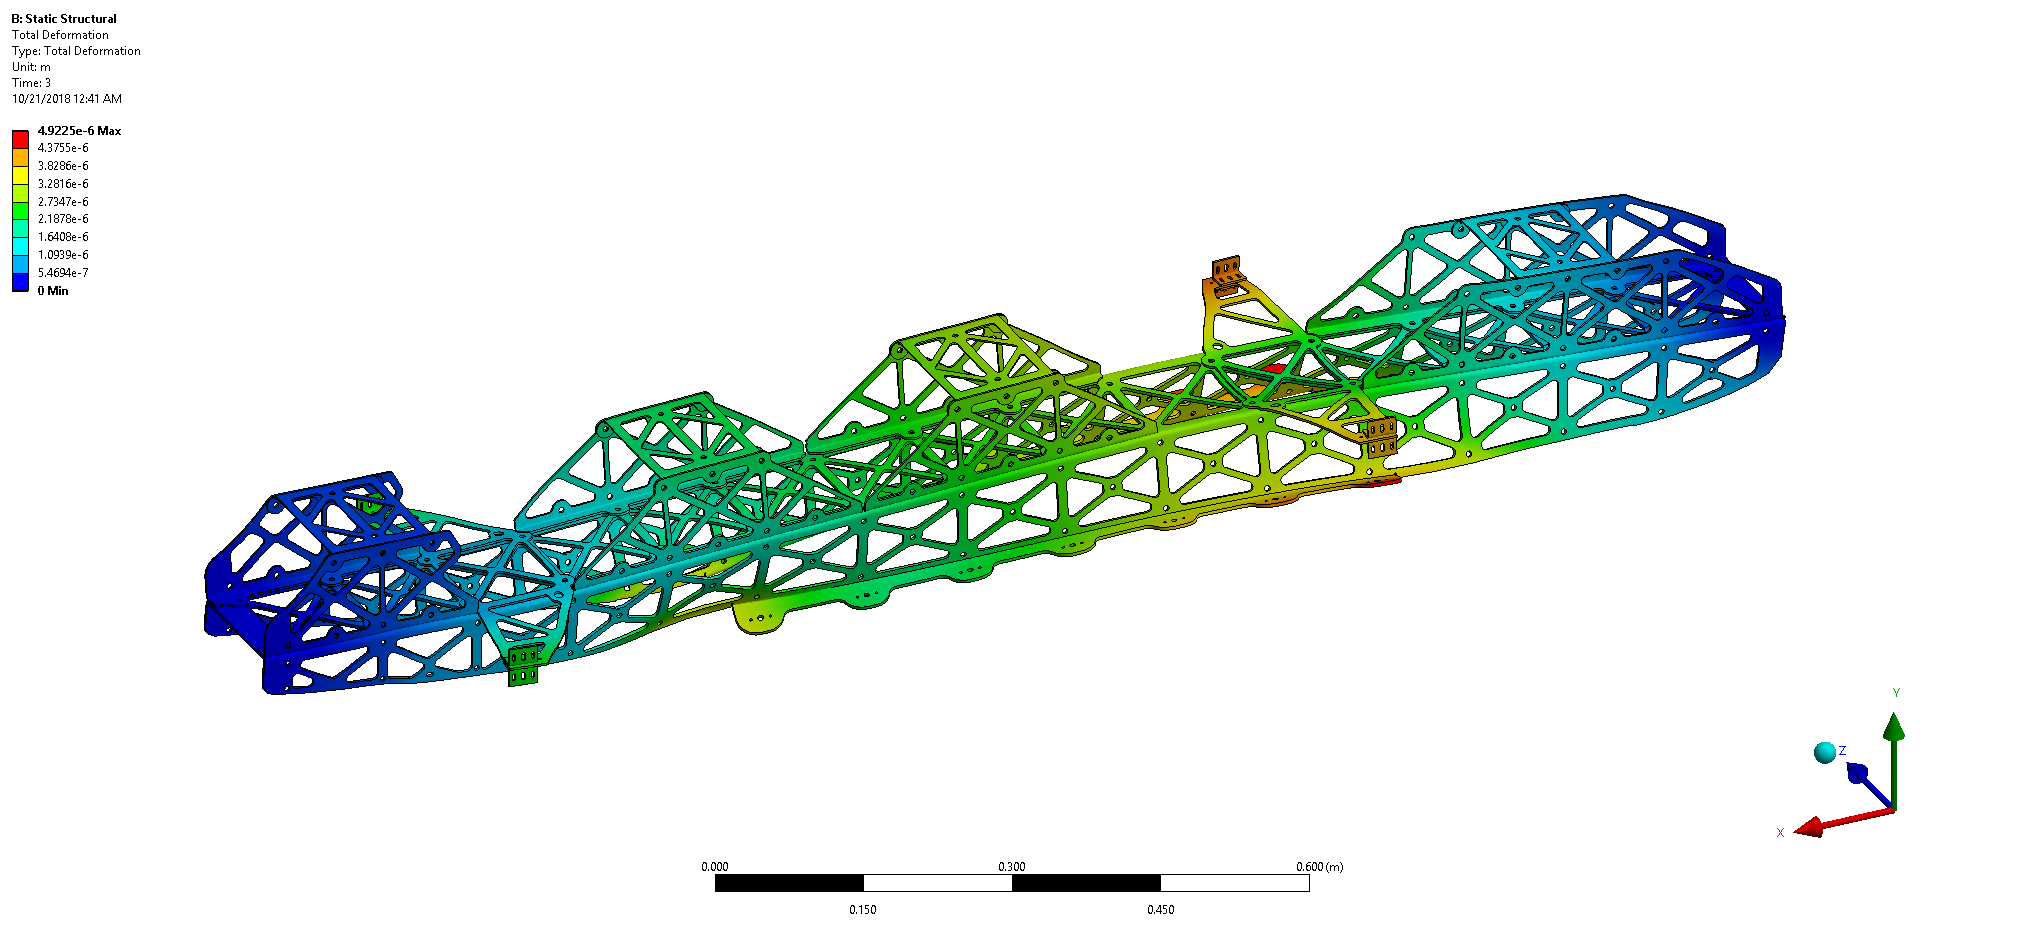 B: Static Structural
Total Deformation
Type: Total Deformation
Unit: m
Time: 3
10/21/2018 12:41 AM
4.9225e-6 Max
4.3755e-6
3.8286e-6
3.2816e-6
2.7347e-6
2.1878e-6
1.6408e-6
1.0939e-6
5.4694e-7
0 Min
Y
Z
X
0.000 0.300 0.600 (m)
0.150 0.450